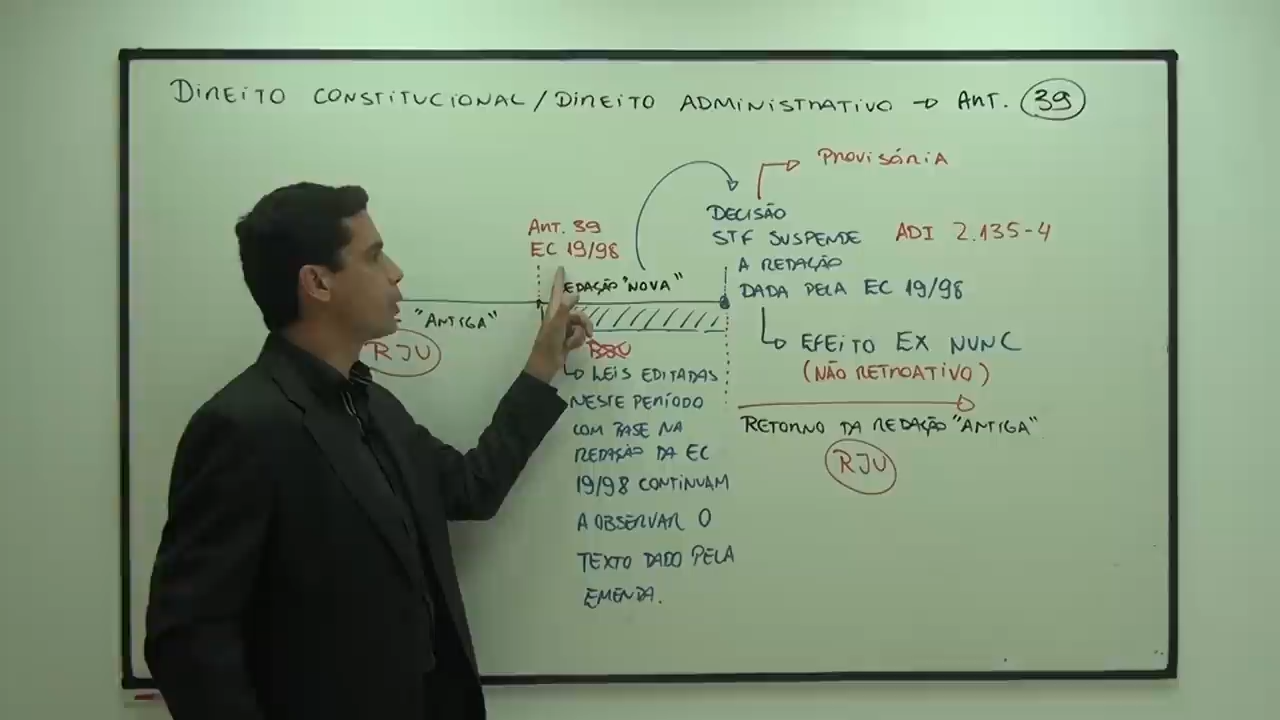 DIREITO CONSTITUCIONAL / DIREITO ADMINISTRATIVO → ART. 39
PROVISÓRIA
DECISÃO
STF SUSPENDE
A REDAÇÃO
DADA PELA EC 19/98
ADI 2.135-4
ART. 39
EC 19/98
"NOVA"
"ANTIGA"
RJU
RJU
↳ LEIS EDITADAS
NESTE PERÍODO
COM BASE NA
REDAÇÃO DA EC
19/98 CONTINUAM
A OBSERVAR O
TEXTO DADO PELA
EMENDA.
↳ EFEITO EX NUNC
(NÃO RETROATIVO)
RETORNO DA REDAÇÃO "ANTIGA"
RJU